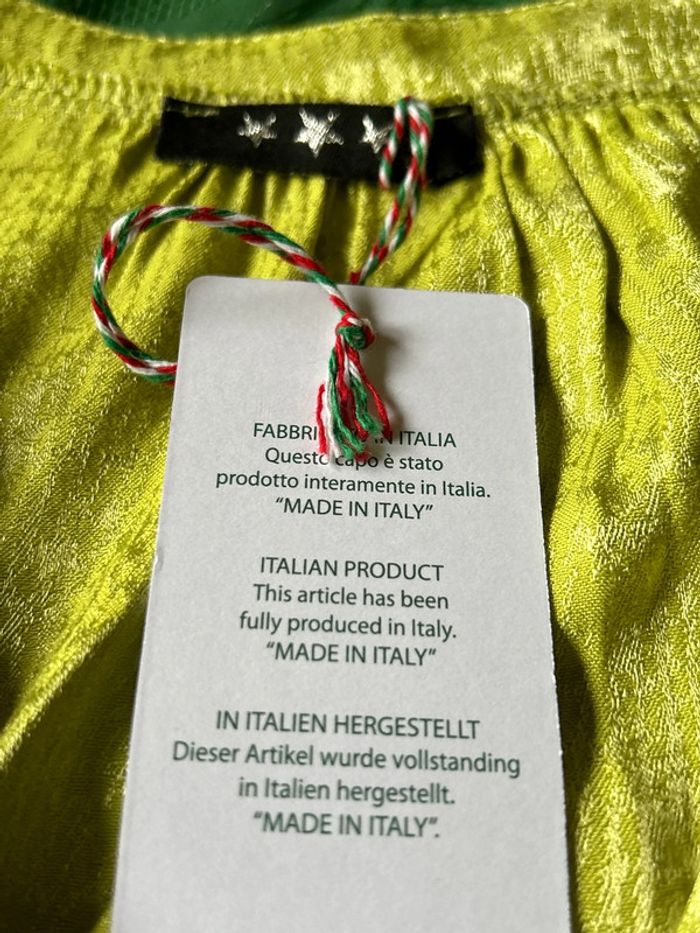 ITALIA
Questo capo è stato
prodotto interamente in Italia.
“MADE IN ITALY”
ITALIAN PRODUCT
This article has been
fully produced in Italy.
“MADE IN ITALY”
IN ITALIEN HERGESTELLT
Dieser Artikel wurde vollstanding
in Italien hergestellt.
“MADE IN ITALY”.